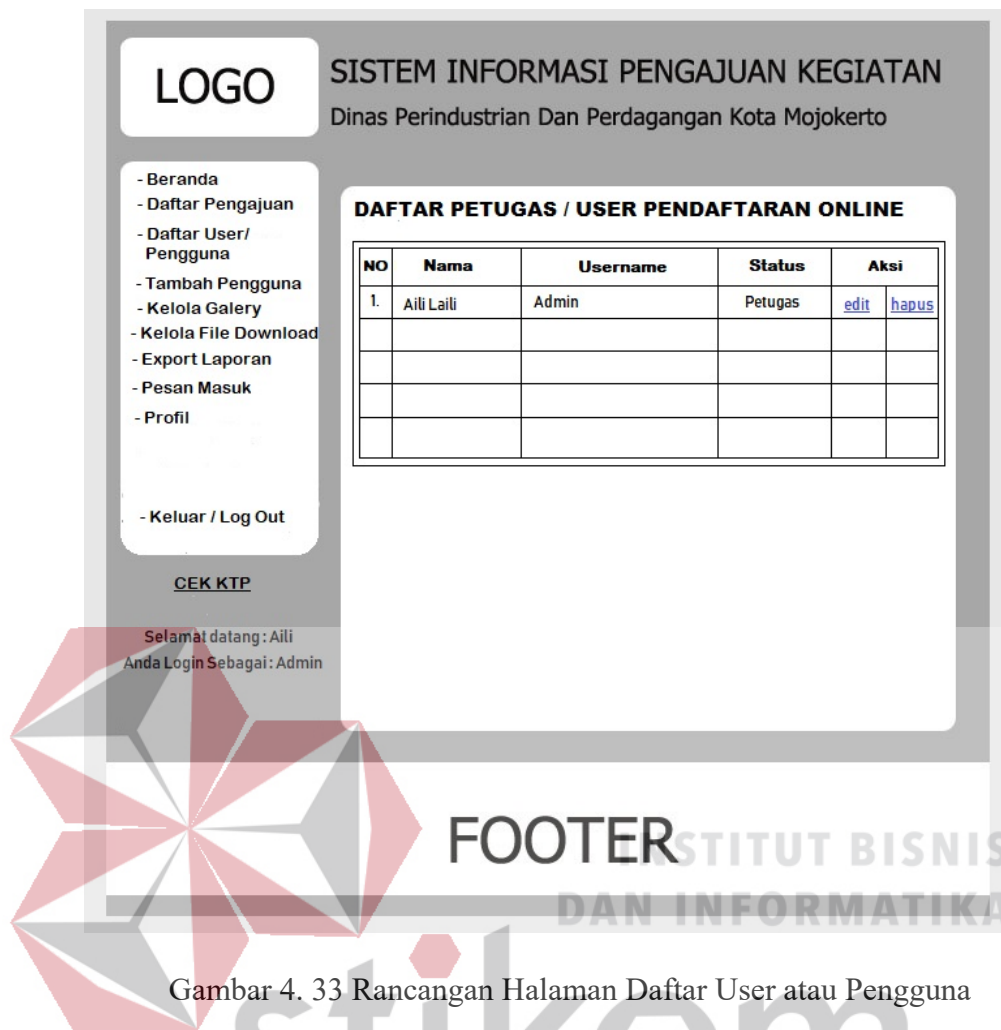 LOGO
SISTEM INFORMASI PENGAJUAN KEGIATAN
Dinas Perindustrian Dan Perdagangan Kota Mojokerto
- Beranda
- Daftar Pengajuan
- Daftar User/
Pengguna
- Tambah Pengguna
- Kelola Galery
- Kelola File Download
- Export Laporan
- Pesan Masuk
- Profil
- Keluar / Log Out
CEK KTP
Selamat datang : Aili
Anda Login Sebagai : Admin
DAFTAR PETUGAS / USER PENDAFTARAN ONLINE
NO Nama Username Status Aksi
1. Aili Laili Admin Petugas edit hapus
FOOTER
INSTITUT BISNIS
DAN INFORMATIKA
Gambar 4. 33 Rancangan Halaman Daftar User atau Pengguna
stikom